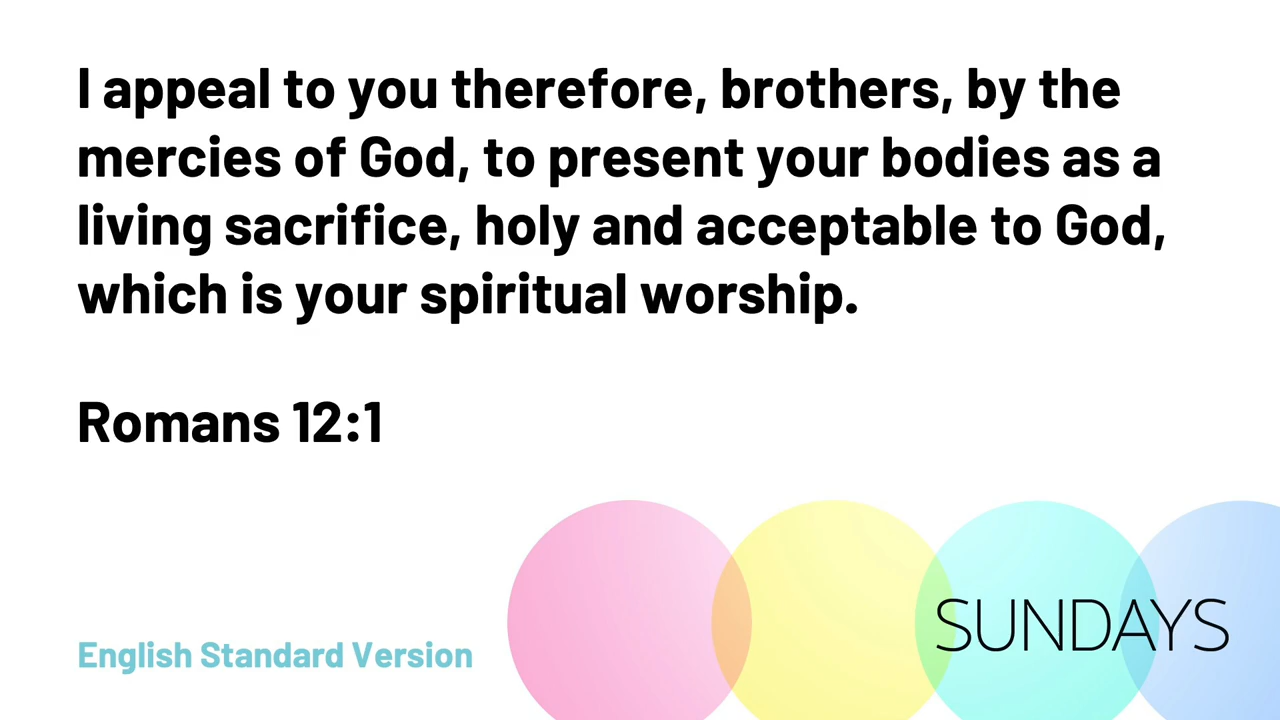 I appeal to you therefore, brothers, by the
mercies of God, to present your bodies as a
living sacrifice, holy and acceptable to God,
which is your spiritual worship.
Romans 12:1
SUNDAYS
English Standard Version